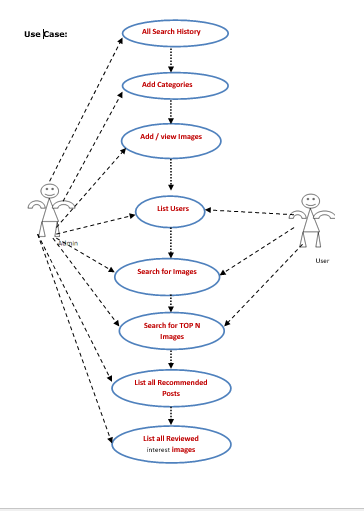 Use Case:
All Search History
Add Categories
Add / view Images
List Users
Admin
User
Search for Images
Search for TOP N
Images
List all Recommended
Posts
List all Reviewed
interest images